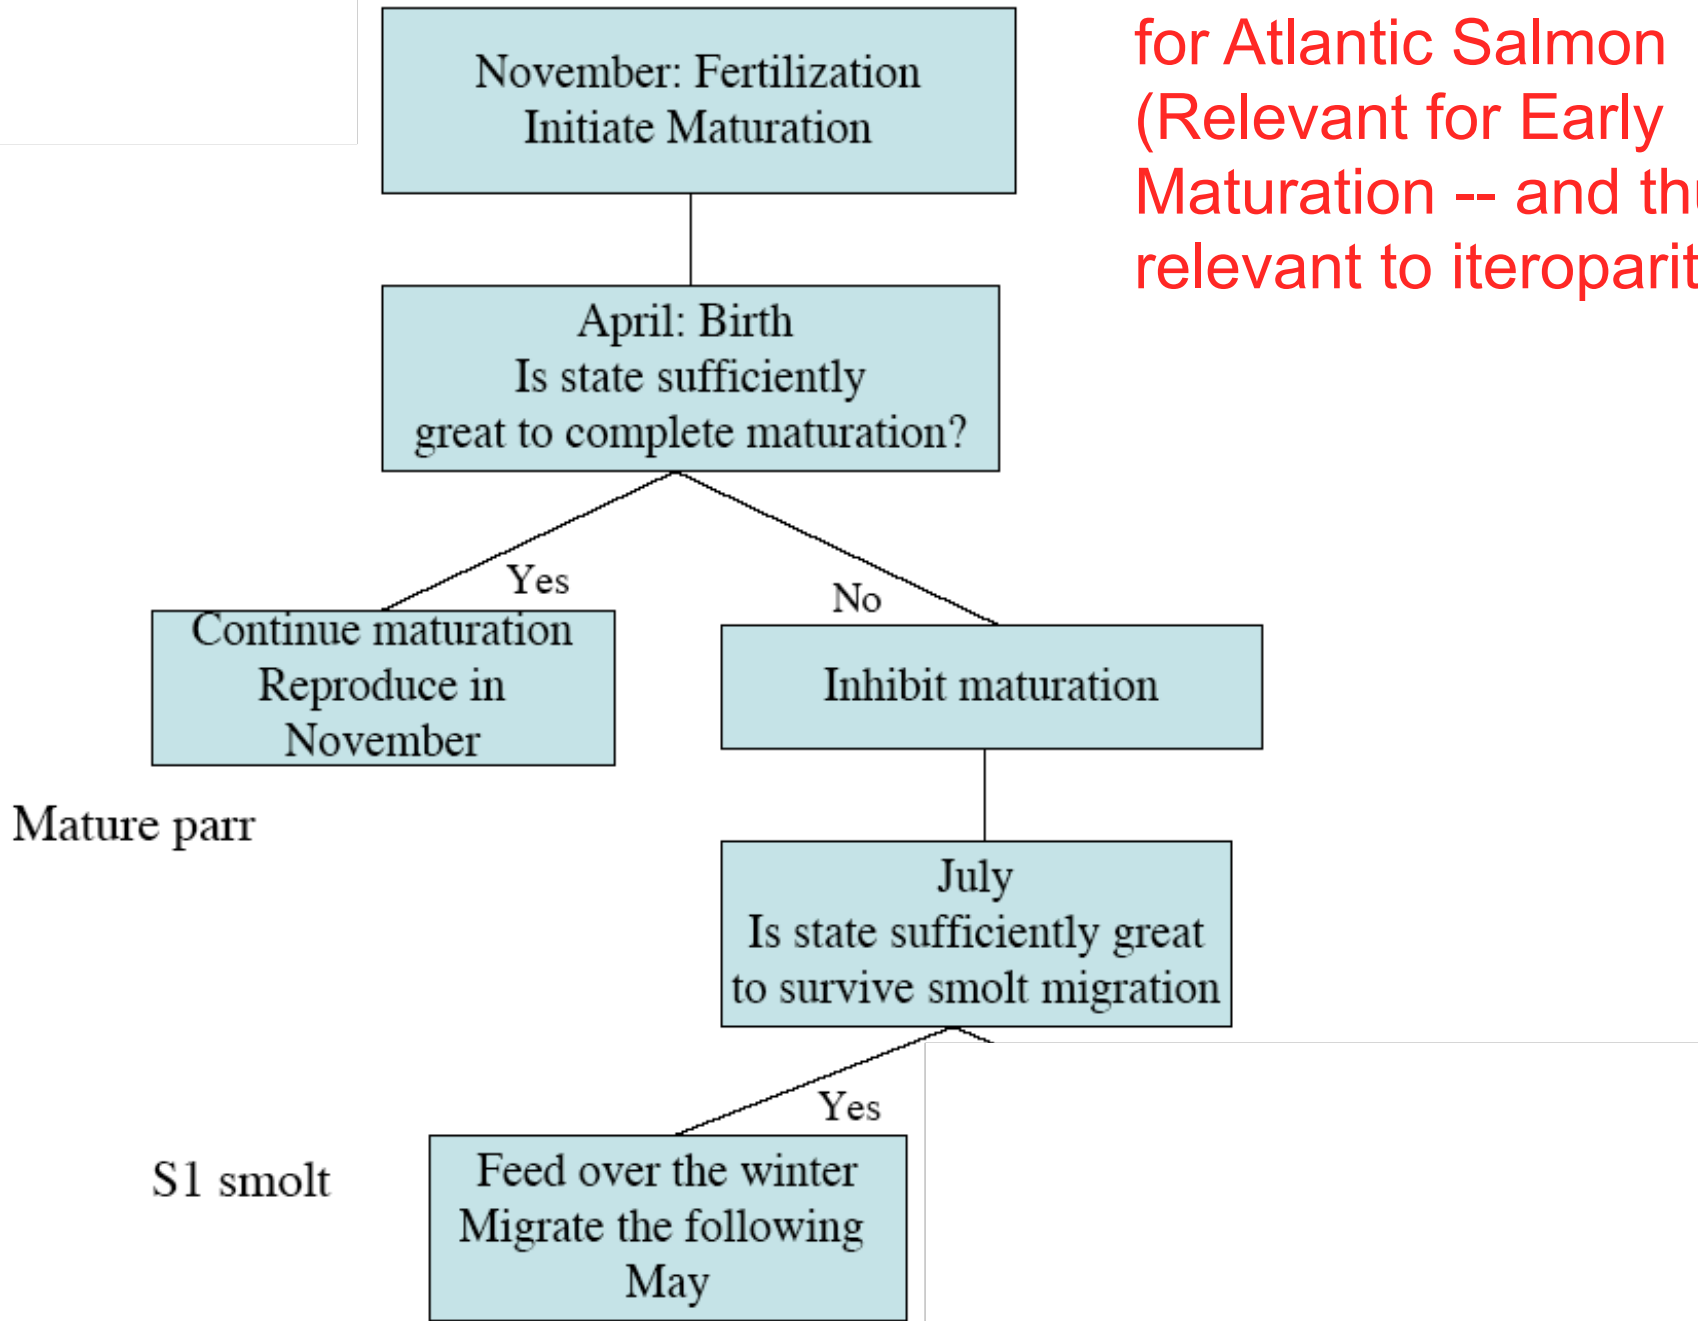 for Atlantic Salmon
(Relevant for Early
Maturation -- and
relevant to
November: Fertilization
Initiate Maturation
April: Birth
Is state sufficiently
great to complete maturation?
Yes
No
Continue maturation
Reproduce in
November
Inhibit maturation
Mature parr
July
Is state sufficiently great
to survive smolt migration
Yes
S1 smolt
Feed over the winter
Migrate the following
May